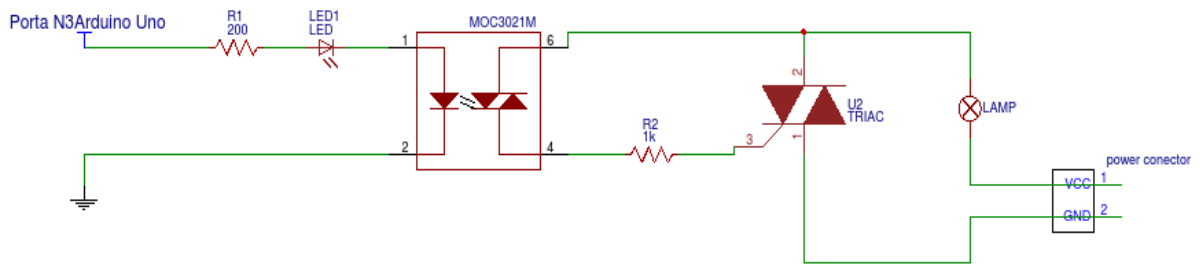 Porta N3Arduino Uno
R1
200
LED1
LED
MOC3021M
1
6
2
4
R2
1k
2
U2
TRIAC
3
1
LAMP
power conector
VCC 1
GND 2